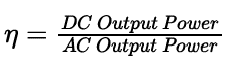 η = DC Output Power / AC Output Power